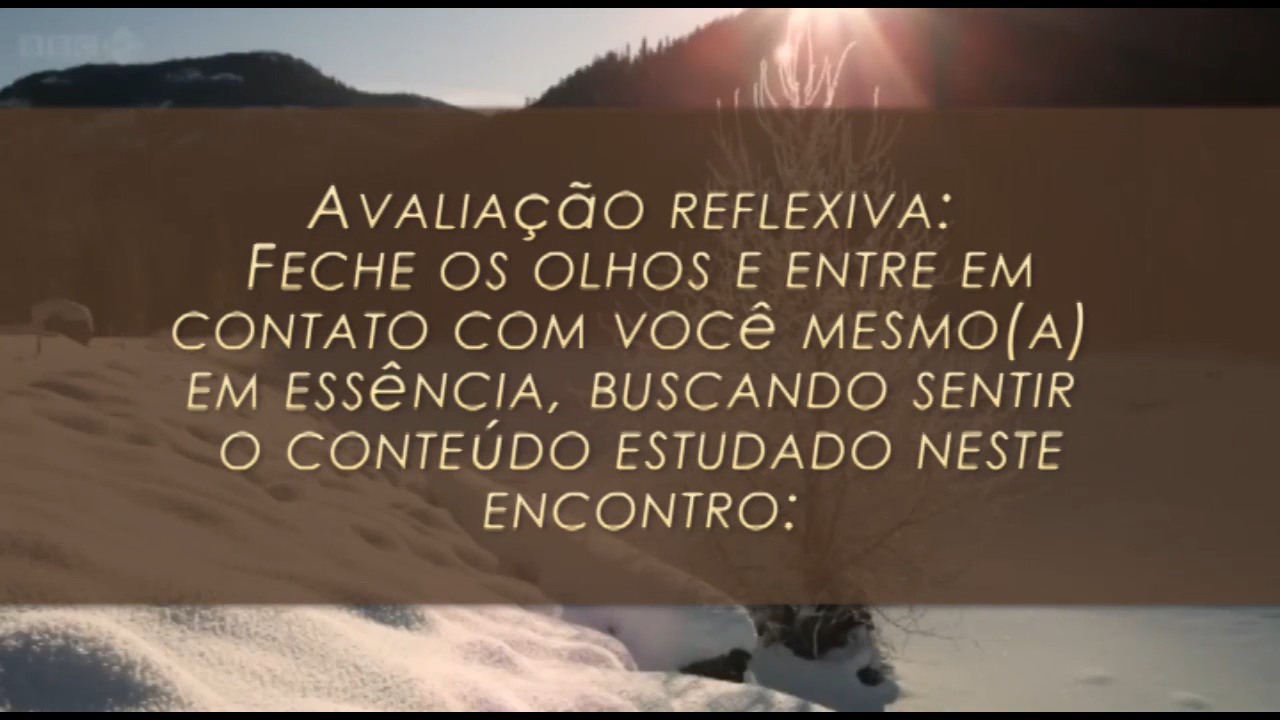 Avaliação reflexiva:
Feche os olhos e entre em
contato com você mesmo(a)
em essência, buscando sentir
o conteúdo estudado neste
encontro: